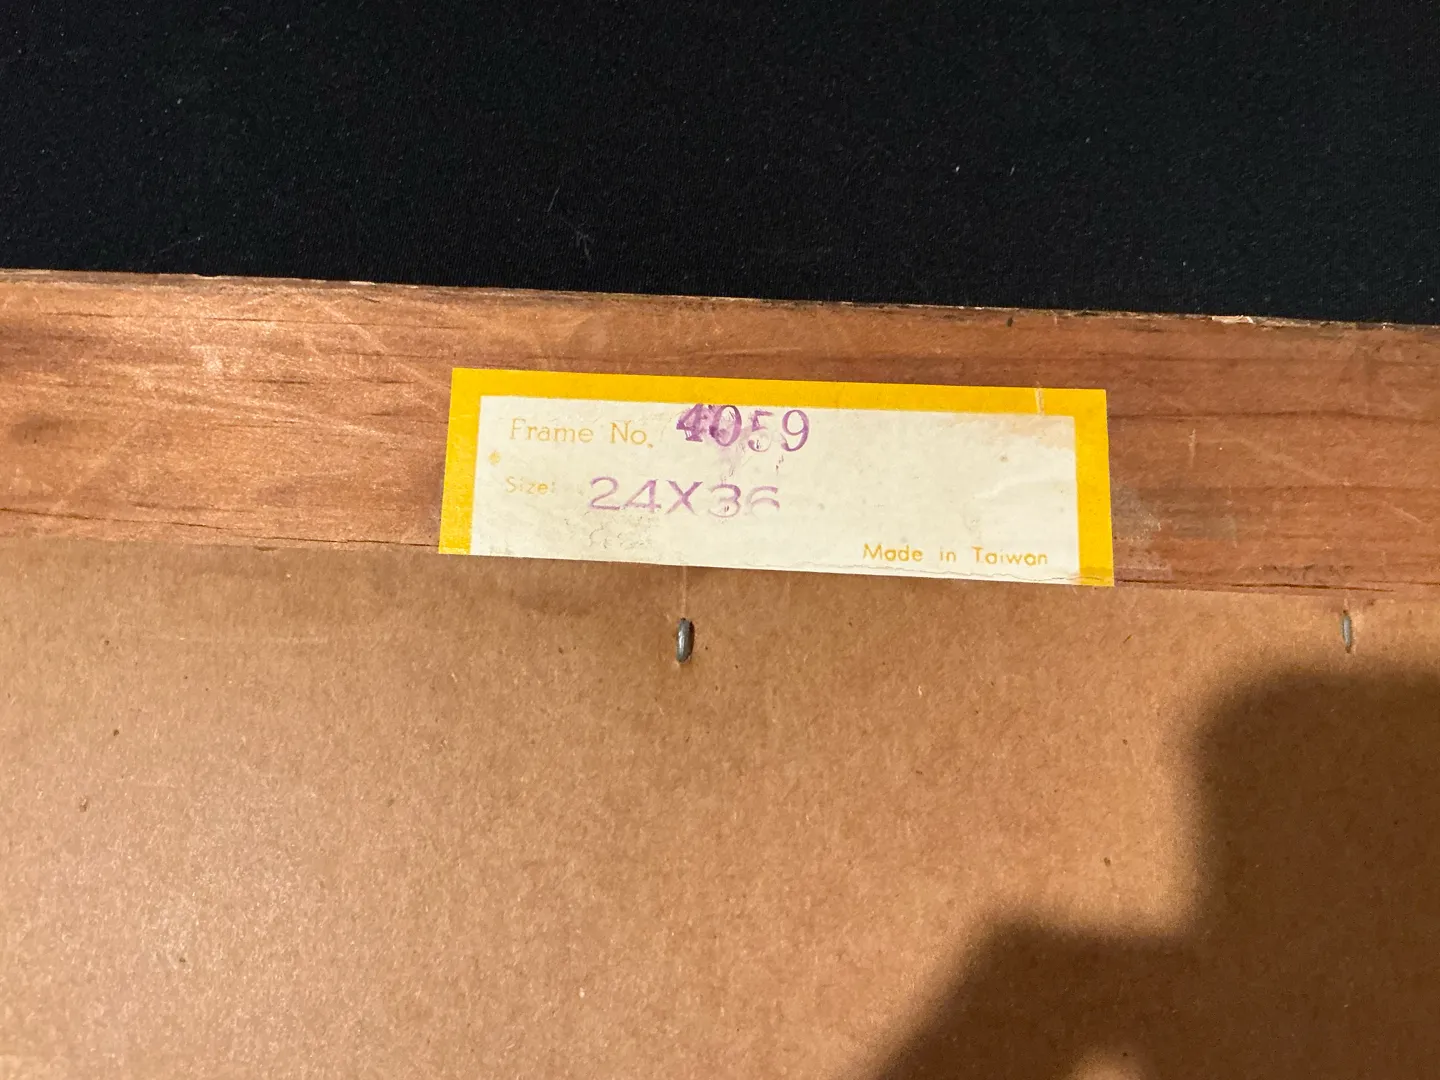 Frame No. 4059
Size: 24X36
Made in Taiwan